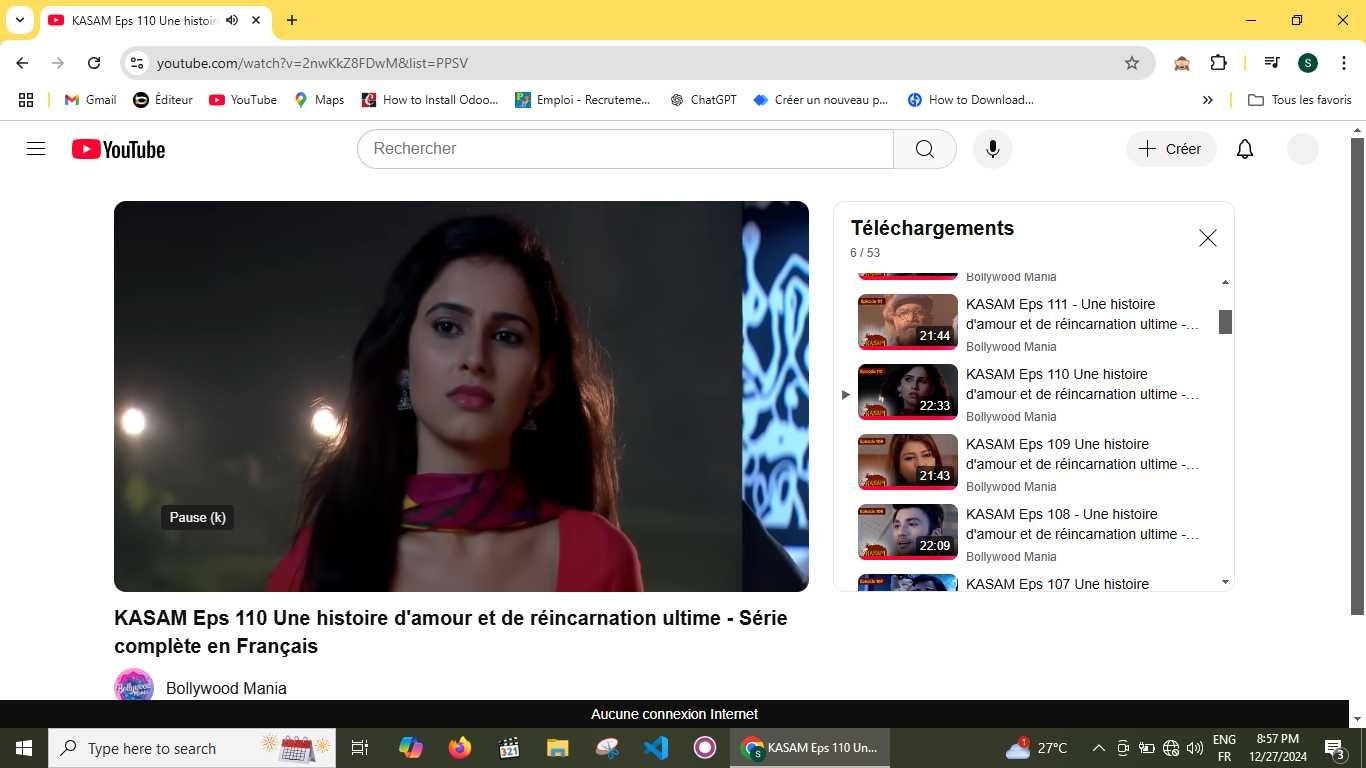 KASAM Eps 110 Une histoir
youtube.com/watch?v=2nwKkZ8FDwM&list=PPSV
S
Gmail
Éditeur
YouTube
Maps
How to Install Odoo...
Emploi - Recruteme...
ChatGPT
Créer un nouveau p...
How to Download...
Tous les favoris
YouTube
Rechercher
Créer
Pause (k)
KASAM Eps 110 Une histoire d'amour et de réincarnation ultime - Série
complète en Français
Bollywood Mania
Téléchargements
6 / 53
Bollywood Mania
21:44
KASAM Eps 111 - Une histoire
d'amour et de réincarnation ultime -...
Bollywood Mania
22:33
KASAM Eps 110 Une histoire
d'amour et de réincarnation ultime -...
Bollywood Mania
21:43
KASAM Eps 109 Une histoire
d'amour et de réincarnation ultime -...
Bollywood Mania
22:09
KASAM Eps 108 - Une histoire
d'amour et de réincarnation ultime -...
Bollywood Mania
KASAM Eps 107 Une histoire
Aucune connexion Internet
Type here to search
321
KASAM Eps 110 Un...
27°C
ENG
FR
8:57 PM
12/27/2024
3